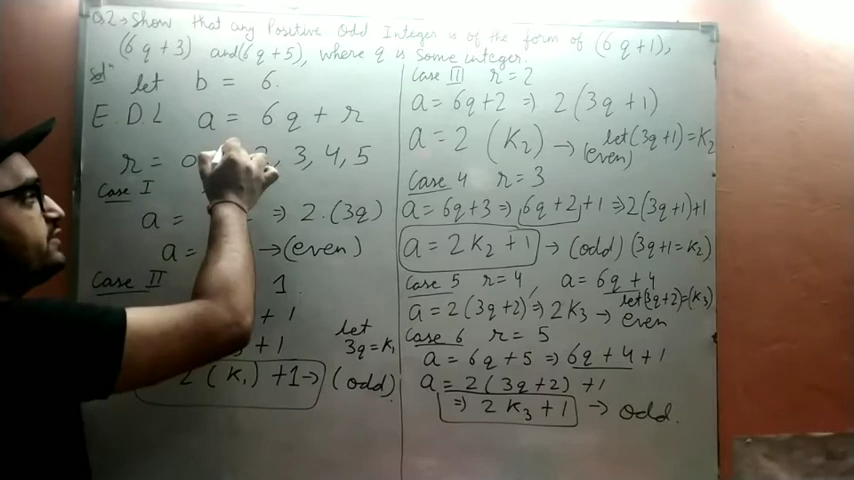 Q.2→ Show that any Positive Odd Integer is of the form of (6q+1),
(6q+3) and (6q+5), where q is some integer.
Solⁿ let b = 6.
E.D.L a = 6q + r
r = 0 2, 3, 4, 5
Case I
a = ⇒ 2.(3q)
a = →(even)
Case II 1
+ 1
+ 1 let 3q=K₁
2 (K₁) +1→ (odd)
Case III r = 2
a = 6q+2 ⇒ 2(3q+1)
a = 2 (K₂) → (even) let (3q+1)=K₂
Case 4 r = 3
a = 6q+3 ⇒ 6q+2+1 ⇒ 2(3q+1)+1
a = 2K₂+1 → (odd) (3q+1=K₂)
Case 5 r = 4, a = 6q+4
a = 2(3q+2) ⇒ 2K₃ → even let (3q+2)=(K₃)
Case 6 r = 5
a = 6q+5 ⇒ 6q+4+1
a = 2(3q+2) +1
⇒ 2K₃+1 → odd.